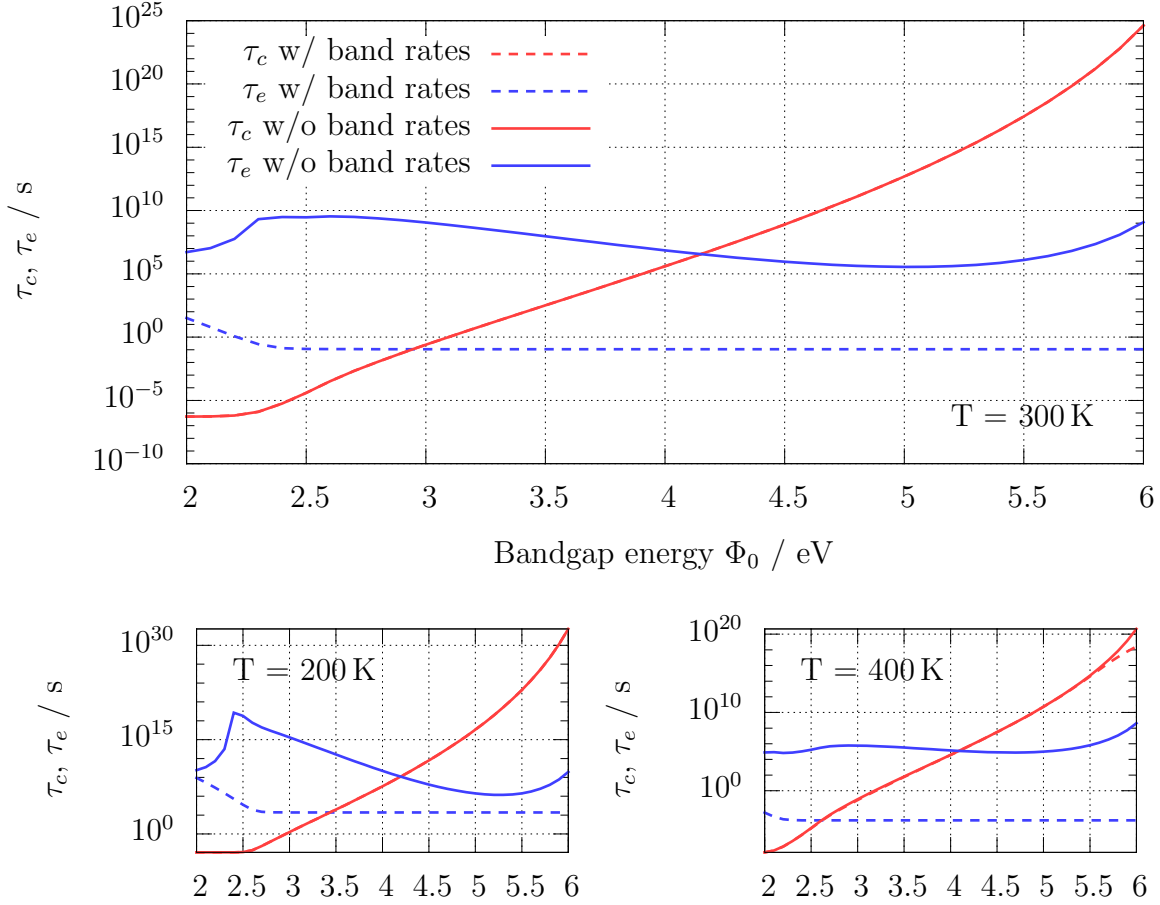 10^25
10^20
10^15
10^10
10^5
10^0
10^−5
10^−10
τc, τe / s
τc w/ band rates
τe w/ band rates
τc w/o band rates
τe w/o band rates
T = 300 K
2 2.5 3 3.5 4 4.5 5 5.5 6
Bandgap energy Φ0 / eV
10^30
10^15
10^0
τc, τe / s
T = 200 K
2 2.5 3 3.5 4 4.5 5 5.5 6
10^20
10^10
10^0
τc, τe / s
T = 400 K
2 2.5 3 3.5 4 4.5 5 5.5 6